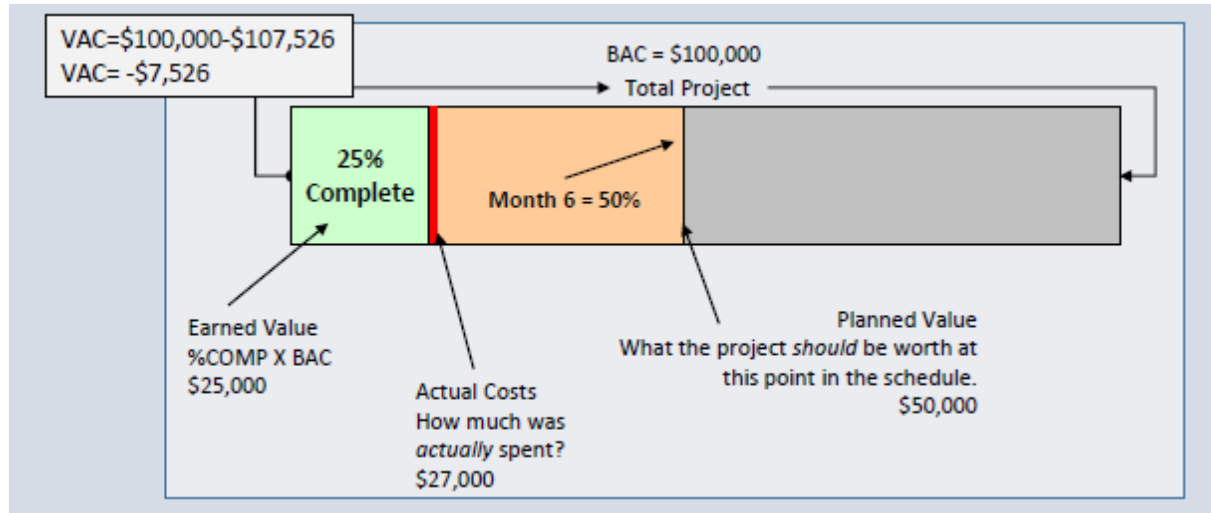 VAC=$100,000-$107,526
VAC= -$7,526
BAC = $100,000
Total Project
25%
Complete
Month 6 = 50%
Earned Value
%COMP X BAC
$25,000
Actual Costs
How much was
actually spent?
$27,000
Planned Value
What the project should be worth at
this point in the schedule.
$50,000